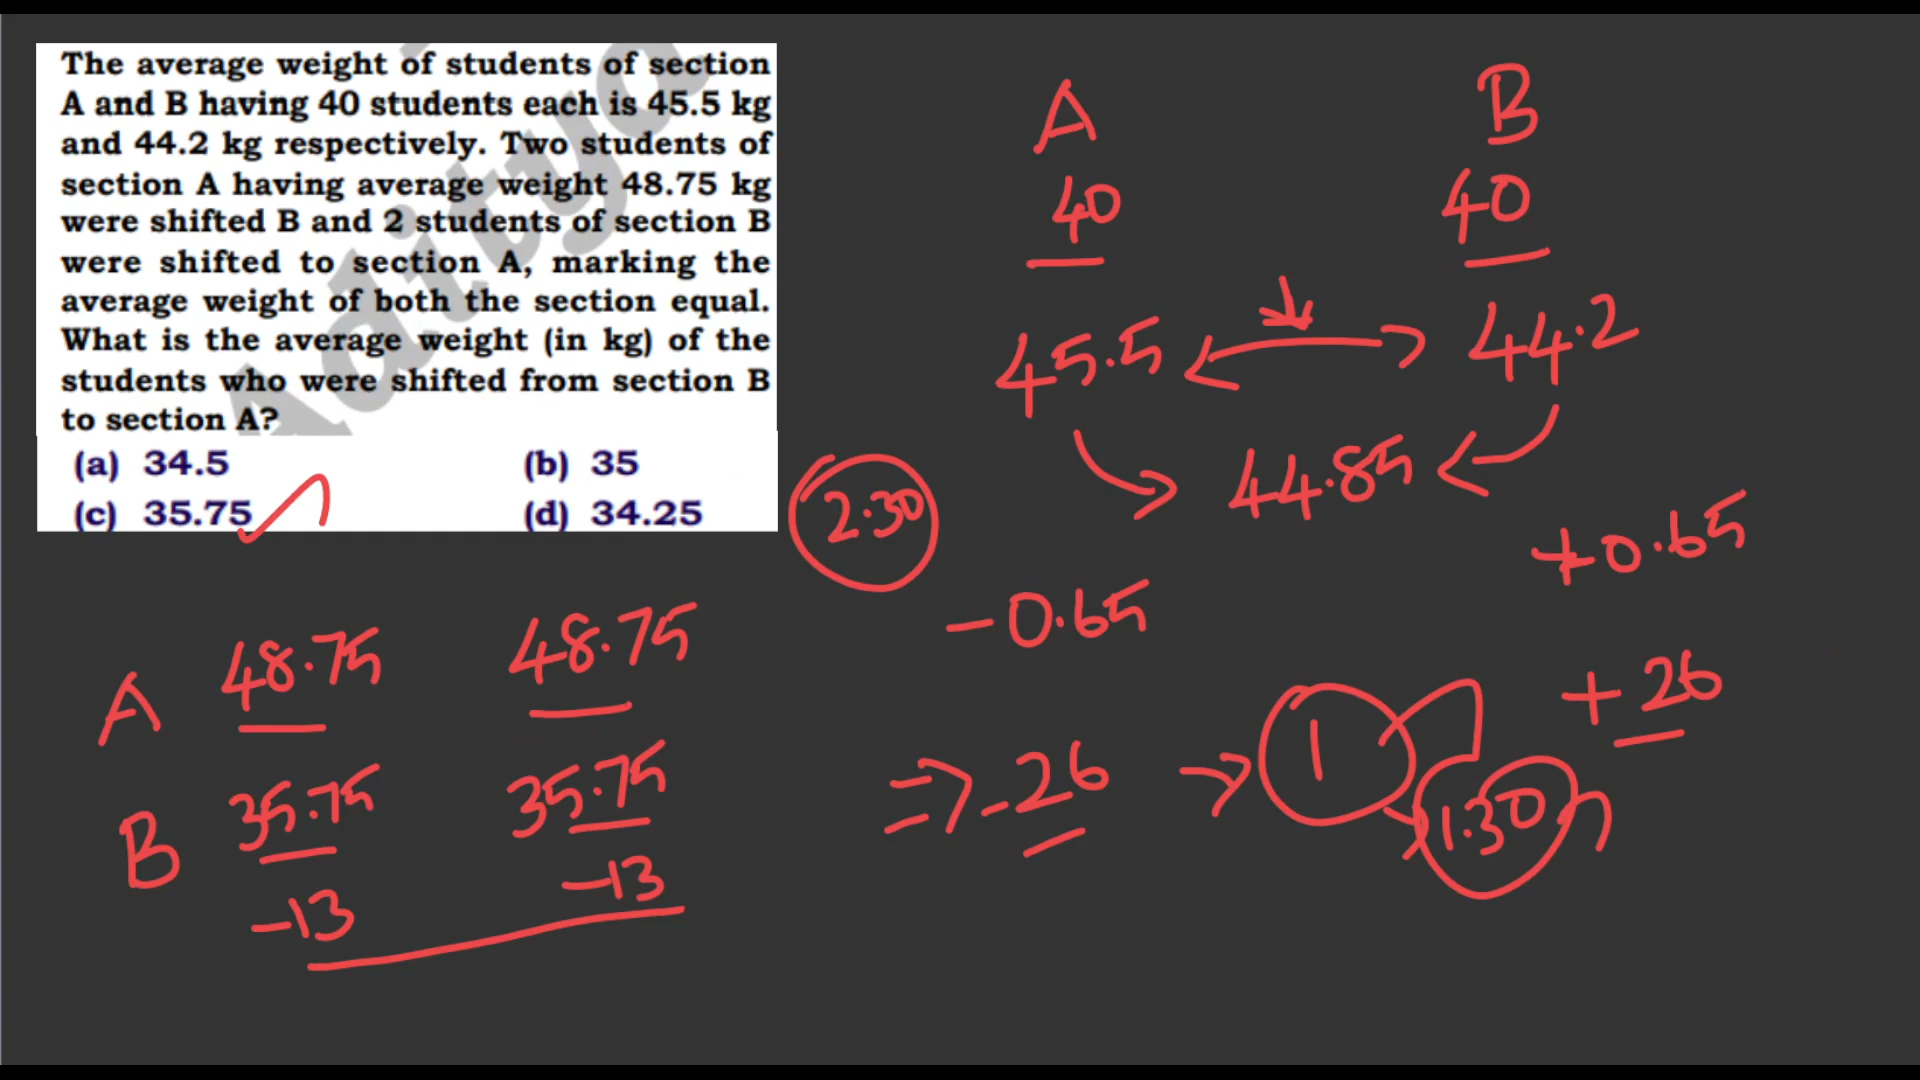 The average weight of students of section
A and B having 40 students each is 45.5 kg
and 44.2 kg respectively. Two students of
section A having average weight 48.75 kg
were shifted B and 2 students of section B
were shifted to section A, marking the
average weight of both the section equal.
What is the average weight (in kg) of the
students who were shifted from section B
to section A?
(a) 34.5 (b) 35
(c) 35.75 (d) 34.25
Aditya
A B
40 40
45.5 44.2
44.85
2.30
-0.65 +0.65
A 48.75 48.75
B 35.75 35.75
-13 -13
⇒ -26 → 1 +26
1.30